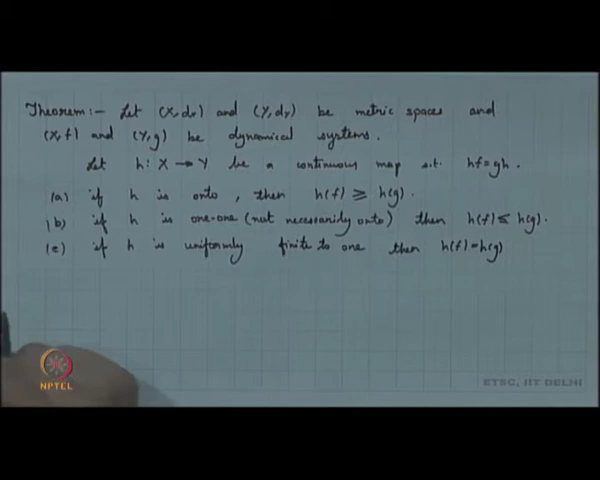 Theorem:- Let (X, dX) and (Y, dY) be metric spaces and
(X, f) and (Y, g) be dynamical systems.
Let h: X → Y be a continuous map s.t. hf = gh.
(a) if h is onto, then h(f) ≥ h(g).
(b) if h is one-one (not necessarily onto) then h(f) ≤ h(g).
(c) if h is uniformly finite to one then h(f) = h(g)
NPTEL
ETSC, IIT DELHI